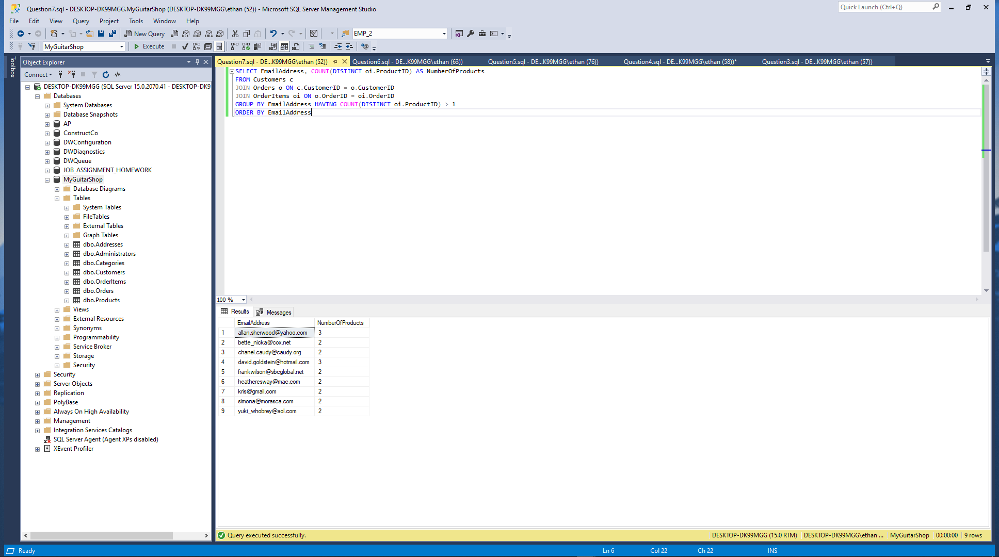 Question7.sql - DESKTOP-DK99MGG.MyGuitarShop (DESKTOP-DK99MGG\ethan (52)) - Microsoft SQL Server Management Studio
Quick Launch (Ctrl+Q)
File Edit View Query Project Tools Window Help
New Query MDX DMX XMLA DAX EMP_2
MyGuitarShop Execute
Toolbox
Object Explorer
Connect
DESKTOP-DK99MGG (SQL Server 15.0.2070.41 - DESKTOP-DK9
Databases
System Databases
Database Snapshots
AP
ConstructCo
DWConfiguration
DWDiagnostics
DWQueue
JOB_ASSIGNMENT_HOMEWORK
MyGuitarShop
Database Diagrams
Tables
System Tables
FileTables
External Tables
Graph Tables
dbo.Addresses
dbo.Administrators
dbo.Categories
dbo.Customers
dbo.OrderItems
dbo.Orders
dbo.Products
Views
External Resources
Synonyms
Programmability
Service Broker
Storage
Security
Security
Server Objects
Replication
PolyBase
Always On High Availability
Management
Integration Services Catalogs
SQL Server Agent (Agent XPs disabled)
XEvent Profiler
Question7.sql - DE...K99MGG\ethan (52)) Question6.sql - DE...K99MGG\ethan (63)) Question5.sql - DE...K99MGG\ethan (76)) Question4.sql - DE...K99MGG\ethan (58))* Question3.sql - DE...K99MGG\ethan (57))
SELECT EmailAddress, COUNT(DISTINCT oi.ProductID) AS NumberOfProducts
FROM Customers c
JOIN Orders o ON c.CustomerID = o.CustomerID
JOIN OrderItems oi ON o.OrderID = oi.OrderID
GROUP BY EmailAddress HAVING COUNT(DISTINCT oi.ProductID) > 1
ORDER BY EmailAddress
100 %
Results Messages
EmailAddress NumberOfProducts
1 allan.sherwood@yahoo.com 3
2 bette_nicka@cox.net 2
3 chanel.caudy@caudy.org 2
4 david.goldstein@hotmail.com 3
5 frankwilson@sbcglobal.net 2
6 heatheresway@mac.com 2
7 kris@gmail.com 2
8 simona@morasca.com 2
9 yuki_whobrey@aol.com 2
Query executed successfully. DESKTOP-DK99MGG (15.0 RTM) DESKTOP-DK99MGG\ethan ... MyGuitarShop 00:00:00 9 rows
Ready Ln 6 Col 22 Ch 22 INS